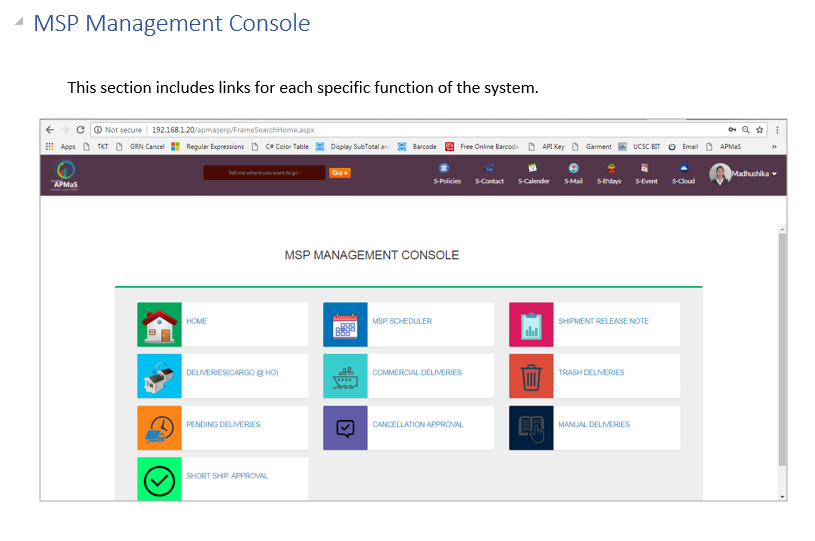 MSP Management Console
This section includes links for each specific function of the system.
Not secure | 192.168.1.20/apmaserp/FrameSearchHome.aspx
Apps TKT GRN Cancel Regular Expressions C# Color Table Display SubTotal an Barcode Free Online Barcode API Key Garment UCSC BIT Email APMaS »
APMaS
Tell me where you want to go :
Go
S-Policies S-Contact S-Calender S-Mail S-B'days S-Event S-Cloud Madhushika
MSP MANAGEMENT CONSOLE
HOME MSP SCHEDULER SHIPMENT RELEASE NOTE
DELIVERIES(CARGO @ HO) COMMERCIAL DELIVERIES TRASH DELIVERIES
PENDING DELIVERIES CANCELLATION APPROVAL MANUAL DELIVERIES
SHORT SHIP. APPROVAL